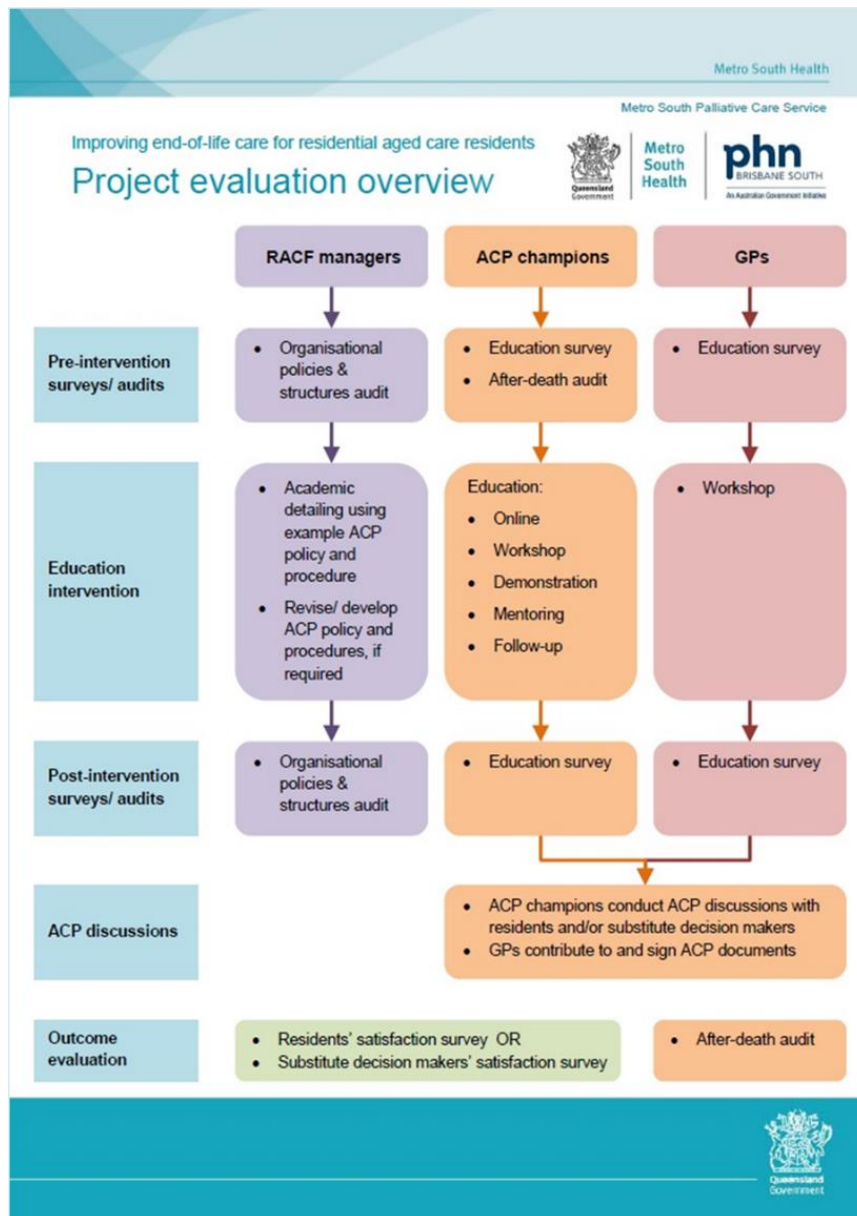 Metro South Health
Metro South Palliative Care Service
Improving end-of-life care for residential aged care residents
Project evaluation overview
Queensland
Government
Metro
South
Health
phn
BRISBANE SOUTH
An Australian Government Initiative
RACF managers
ACP champions
GPs
Pre-intervention
surveys/ audits
• Organisational
policies &
structures audit
• Education survey
• After-death audit
• Education survey
Education
intervention
• Academic
detailing using
example ACP
policy and
procedure
• Revise/ develop
ACP policy and
procedures, if
required
Education:
• Online
• Workshop
• Demonstration
• Mentoring
• Follow-up
• Workshop
Post-intervention
surveys/ audits
• Organisational
policies &
structures audit
• Education survey
• Education survey
ACP discussions
• ACP champions conduct ACP discussions with
residents and/or substitute decision makers
• GPs contribute to and sign ACP documents
Outcome
evaluation
• Residents' satisfaction survey OR
• Substitute decision makers' satisfaction survey
• After-death audit
Queensland
Government